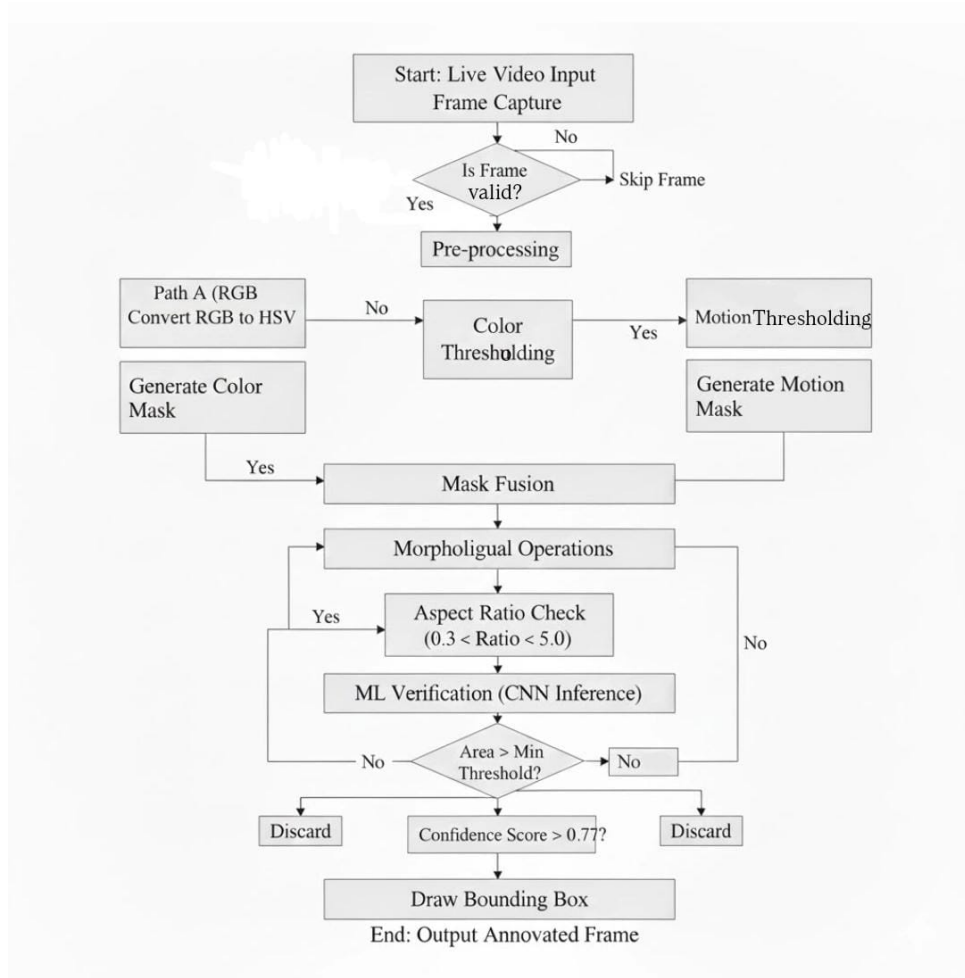 Start: Live Video Input
Frame Capture
No
Is Frame
valid?
Skip Frame
Yes
Pre-processing
Path A (RGB
Convert RGB to HSV
No
Color
Thresholding
Yes
MotionThresholding
Generate Color
Mask
Generate Motion
Mask
Yes
Mask Fusion
Morpholigual Operations
Yes
Aspect Ratio Check
(0.3 < Ratio < 5.0)
No
ML Verification (CNN Inference)
No
Area > Min
Threshold?
No
Discard
Confidence Score > 0.77?
Discard
Draw Bounding Box
End: Output Annovated Frame